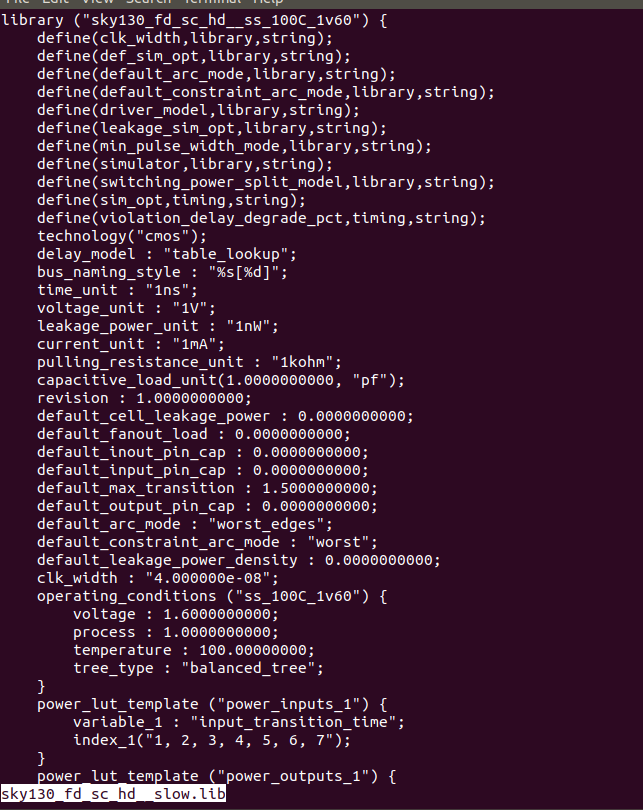 library ("sky130_fd_sc_hd__ss_100C_1v60") {
    define(clk_width,library,string);
    define(def_sim_opt,library,string);
    define(default_arc_mode,library,string);
    define(default_constraint_arc_mode,library,string);
    define(driver_model,library,string);
    define(leakage_sim_opt,library,string);
    define(min_pulse_width_mode,library,string);
    define(simulator,library,string);
    define(switching_power_split_model,library,string);
    define(sim_opt,timing,string);
    define(violation_delay_degrade_pct,timing,string);
    technology("cmos");
    delay_model : "table_lookup";
    bus_naming_style : "%s[%d]";
    time_unit : "1ns";
    voltage_unit : "1V";
    leakage_power_unit : "1nW";
    current_unit : "1mA";
    pulling_resistance_unit : "1kohm";
    capacitive_load_unit(1.0000000000, "pf");
    revision : 1.0000000000;
    default_cell_leakage_power : 0.0000000000;
    default_fanout_load : 0.0000000000;
    default_inout_pin_cap : 0.0000000000;
    default_input_pin_cap : 0.0000000000;
    default_max_transition : 1.5000000000;
    default_output_pin_cap : 0.0000000000;
    default_arc_mode : "worst_edges";
    default_constraint_arc_mode : "worst";
    default_leakage_power_density : 0.0000000000;
    clk_width : "4.000000e-08";
    operating_conditions ("ss_100C_1v60") {
        voltage : 1.6000000000;
        process : 1.0000000000;
        temperature : 100.00000000;
        tree_type : "balanced_tree";
    }
    power_lut_template ("power_inputs_1") {
        variable_1 : "input_transition_time";
        index_1("1, 2, 3, 4, 5, 6, 7");
    }
    power_lut_template ("power_outputs_1") {
sky130_fd_sc_hd__slow.lib